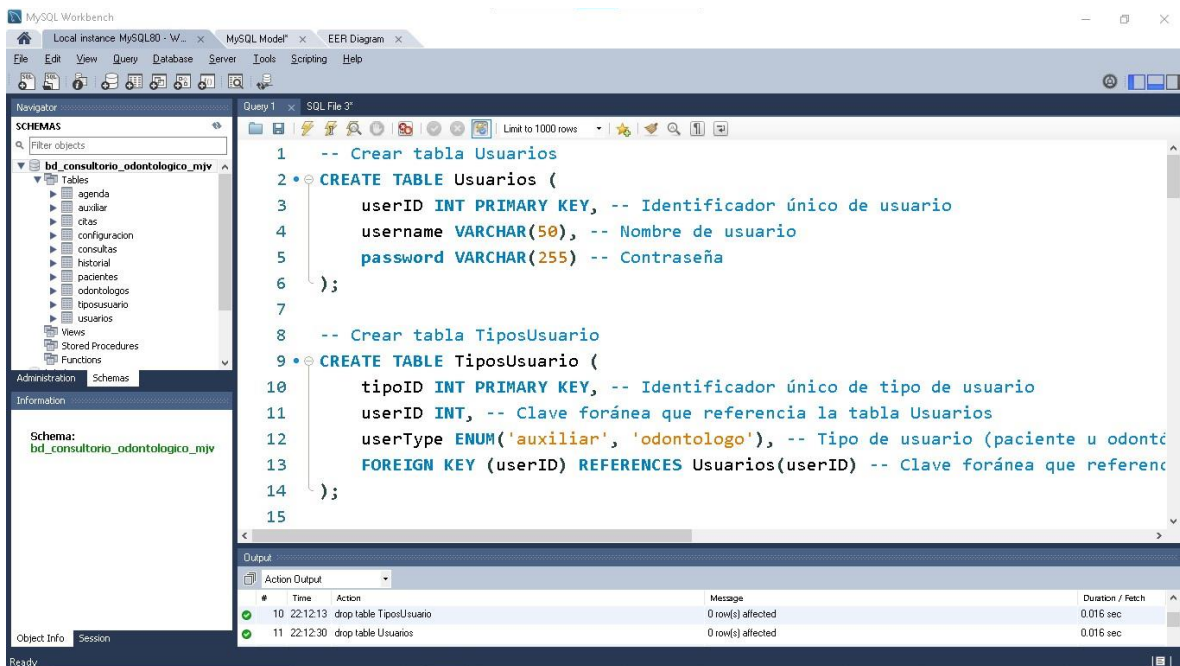 MySQL Workbench
Local instance MySQL80 - W... × MySQL Model* × EER Diagram ×
File Edit View Query Database Server Tools Scripting Help
Navigator
SCHEMAS
Filter objects
bd_consultorio_odontologico_mjv
Tables
agenda
auxiliar
citas
configuracion
consultas
historial
pacientes
odontologos
tiposusuario
usuarios
Views
Stored Procedures
Functions
Administration Schemas
Information
Schema:
bd_consultorio_odontologico_mjv
Object Info Session
Query 1 × SQL File 3*
Limit to 1000 rows
1 -- Crear tabla Usuarios
2 CREATE TABLE Usuarios (
3 userID INT PRIMARY KEY, -- Identificador único de usuario
4 username VARCHAR(50), -- Nombre de usuario
5 password VARCHAR(255) -- Contraseña
6 );
7
8 -- Crear tabla TiposUsuario
9 CREATE TABLE TiposUsuario (
10 tipoID INT PRIMARY KEY, -- Identificador único de tipo de usuario
11 userID INT, -- Clave foránea que referencia la tabla Usuarios
12 userType ENUM('auxiliar', 'odontologo'), -- Tipo de usuario (paciente u odontó
13 FOREIGN KEY (userID) REFERENCES Usuarios(userID) -- Clave foránea que referenc
14 );
15
Output
Action Output
# Time Action Message Duration / Fetch
10 22:12:13 drop table TiposUsuario 0 row(s) affected 0.016 sec
11 22:12:30 drop table Usuarios 0 row(s) affected 0.016 sec
Ready